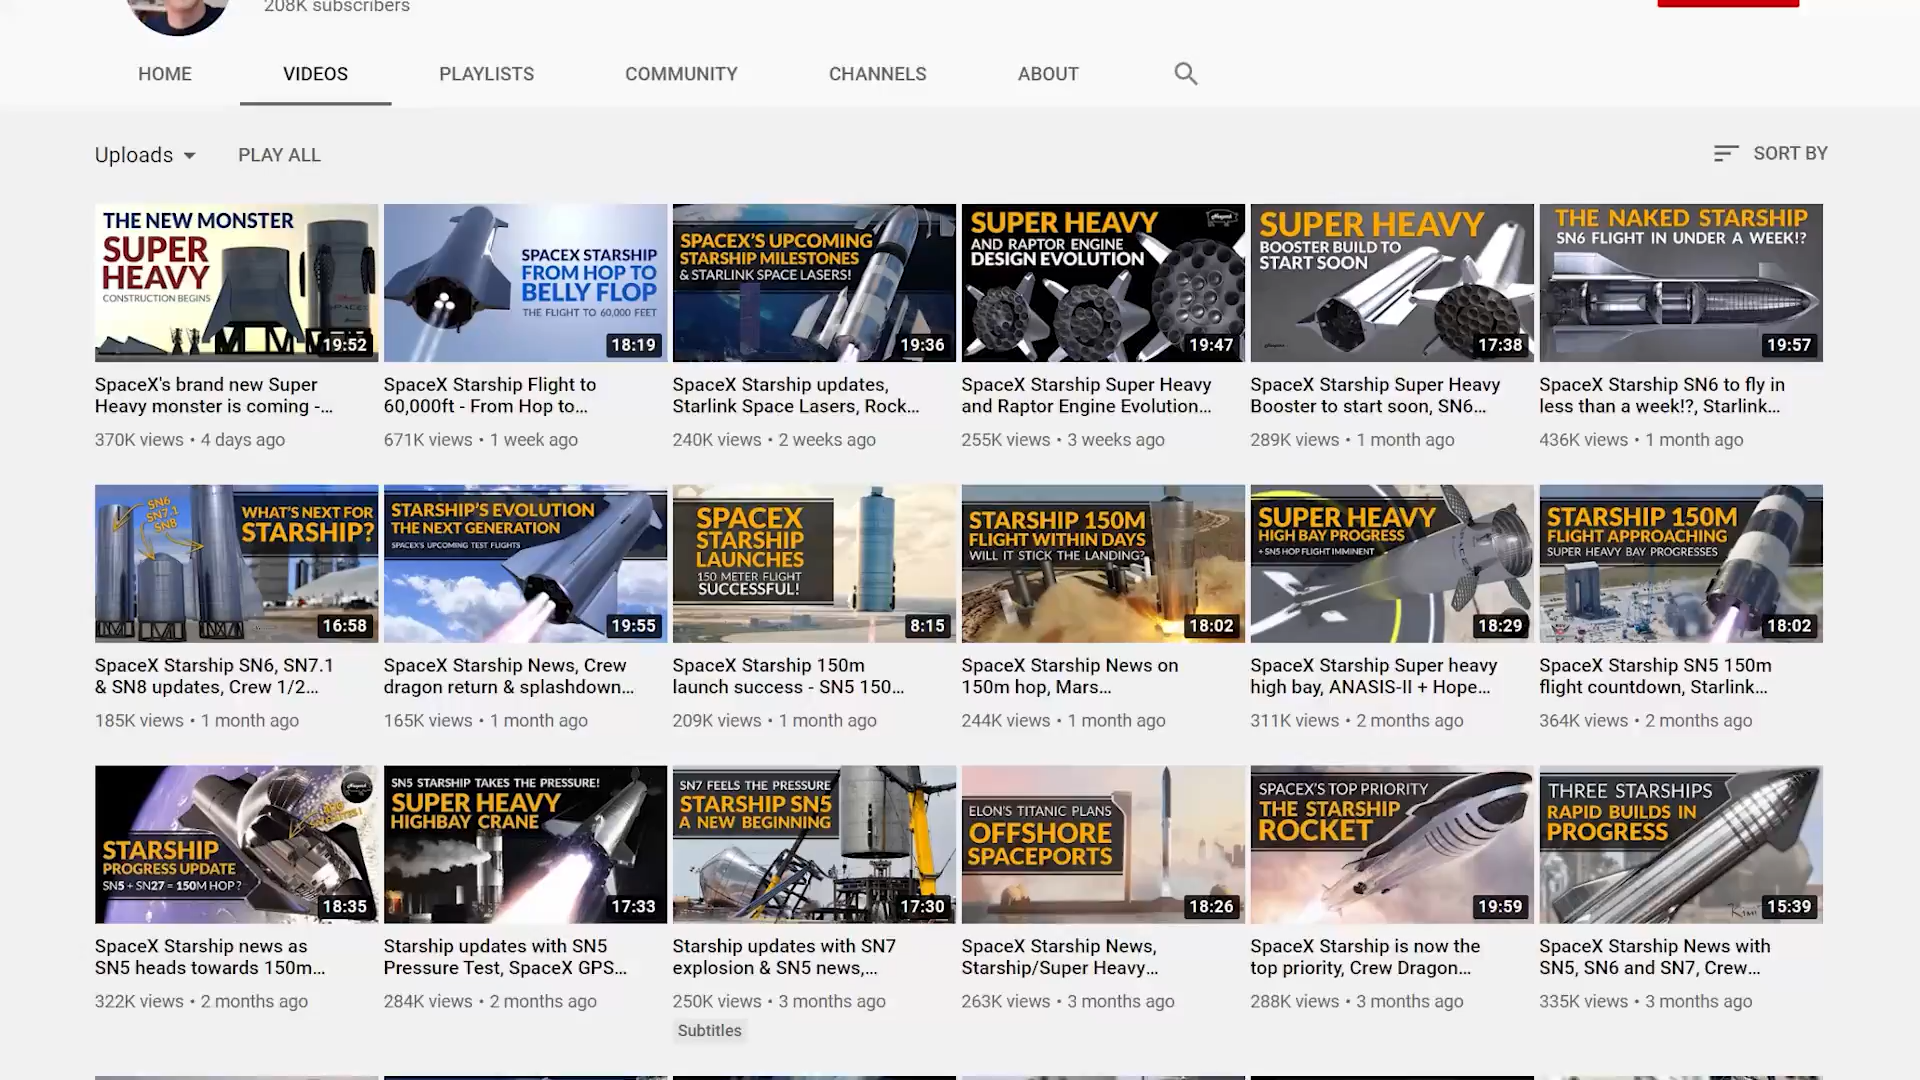 208K subscribers
HOME
VIDEOS
PLAYLISTS
COMMUNITY
CHANNELS
ABOUT
Uploads
PLAY ALL
SORT BY
THE NEW MONSTER
SUPER
HEAVY
CONSTRUCTION BEGINS
19:52
SpaceX's brand new Super
Heavy monster is coming -...
370K views • 4 days ago
SPACEX STARSHIP
FROM HOP TO
BELLY FLOP
THE FLIGHT TO 60,000 FEET
18:19
SpaceX Starship Flight to
60,000ft - From Hop to...
671K views • 1 week ago
SPACEX'S UPCOMING
STARSHIP MILESTONES
& STARLINK SPACE LASERS!
19:36
SpaceX Starship updates,
Starlink Space Lasers, Rock...
240K views • 2 weeks ago
SUPER HEAVY
AND RAPTOR ENGINE
DESIGN EVOLUTION
19:47
SpaceX Starship Super Heavy
and Raptor Engine Evolution...
255K views • 3 weeks ago
SUPER HEAVY
BOOSTER BUILD TO
START SOON
17:38
SpaceX Starship Super Heavy
Booster to start soon, SN6...
289K views • 1 month ago
THE NAKED STARSHIP
SN6 FLIGHT IN UNDER A WEEK!?
19:57
SpaceX Starship SN6 to fly in
less than a week!?, Starlink...
436K views • 1 month ago
SN6
SN7.1
SN8
WHAT'S NEXT FOR
STARSHIP?
16:58
SpaceX Starship SN6, SN7.1
& SN8 updates, Crew 1/2...
185K views • 1 month ago
STARSHIP'S EVOLUTION
THE NEXT GENERATION
SPACEX'S UPCOMING TEST FLIGHTS
19:55
SpaceX Starship News, Crew
dragon return & splashdown...
165K views • 1 month ago
SPACEX
STARSHIP
LAUNCHES
150 METER FLIGHT
SUCCESSFUL!
8:15
SpaceX Starship 150m
launch success - SN5 150...
209K views • 1 month ago
STARSHIP 150M
FLIGHT WITHIN DAYS
WILL IT STICK THE LANDING?
18:02
SpaceX Starship News on
150m hop, Mars...
244K views • 1 month ago
SUPER HEAVY
HIGH BAY PROGRESS
+ SN5 HOP FLIGHT IMMINENT
18:29
SpaceX Starship Super heavy
high bay, ANASIS-II + Hope...
311K views • 2 months ago
STARSHIP 150M
FLIGHT APPROACHING
SUPER HEAVY BAY PROGRESSES
18:02
SpaceX Starship SN5 150m
flight countdown, Starlink...
364K views • 2 months ago
STARSHIP
PROGRESS UPDATE
SN5 + SN27 = 150M HOP?
18:35
SpaceX Starship news as
SN5 heads towards 150m...
322K views • 2 months ago
SN5 STARSHIP TAKES THE PRESSURE!
SUPER HEAVY
HIGHBAY CRANE
17:33
Starship updates with SN5
Pressure Test, SpaceX GPS...
284K views • 2 months ago
SN7 FEELS THE PRESSURE
STARSHIP SN5
A NEW BEGINNING
17:30
Starship updates with SN7
explosion & SN5 news,...
250K views • 3 months ago
Subtitles
ELON'S TITANIC PLANS
OFFSHORE
SPACEPORTS
18:26
SpaceX Starship News,
Starship/Super Heavy...
263K views • 3 months ago
SPACEX'S TOP PRIORITY
THE STARSHIP
ROCKET
19:59
SpaceX Starship is now the
top priority, Crew Dragon...
288K views • 3 months ago
THREE STARSHIPS
RAPID BUILDS IN
PROGRESS
15:39
SpaceX Starship News with
SN5, SN6 and SN7, Crew...
335K views • 3 months ago